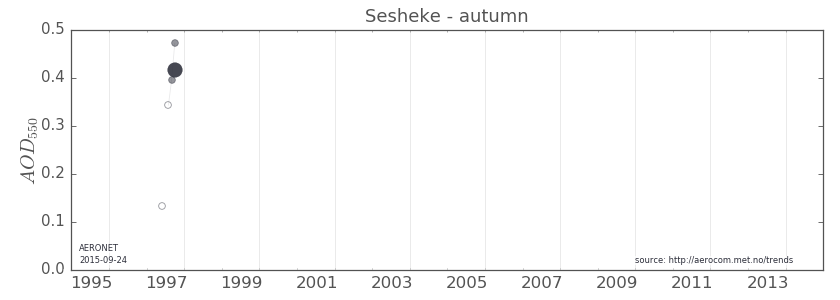 Sesheke - autumn
0.5
0.4
0.3
0.2
0.1
0.0
AOD550
AERONET
2015-09-24
source: http://aerocom.met.no/trends
1995 1997 1999 2001 2003 2005 2007 2009 2011 2013